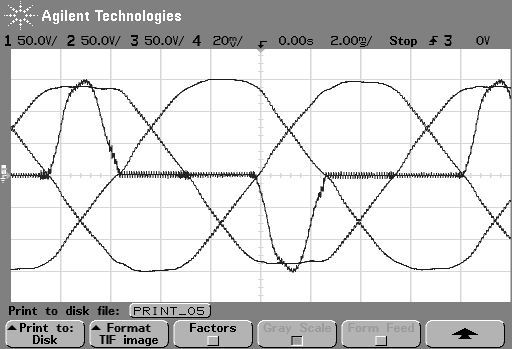 Agilent Technologies
1 50.0V/ 2 50.0V/ 3 50.0V/ 4 20mV/ 0.00s 2.00ms/ Stop 3 0V
Print to disk file: PRINT_05
Print to: Format Factors Gray Scale Form Feed
Disk TIF image